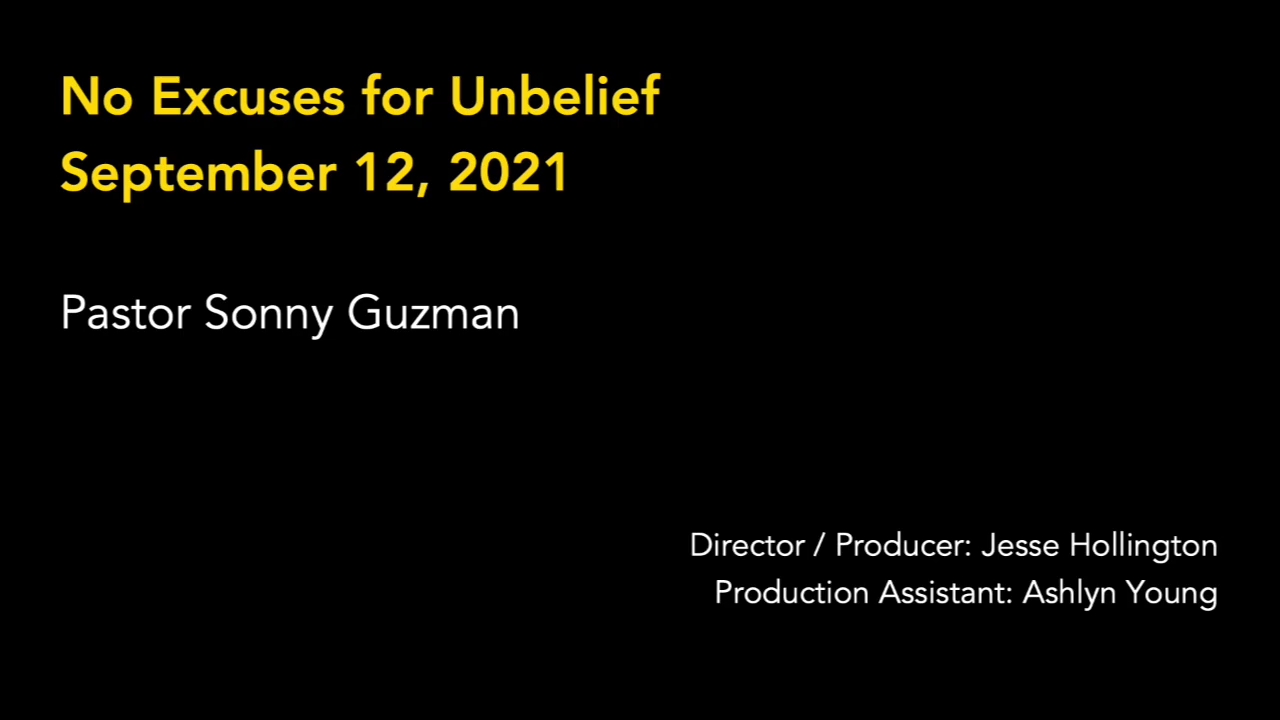 No Excuses for Unbelief
September 12, 2021
Pastor Sonny Guzman
Director / Producer: Jesse Hollington
Production Assistant: Ashlyn Young